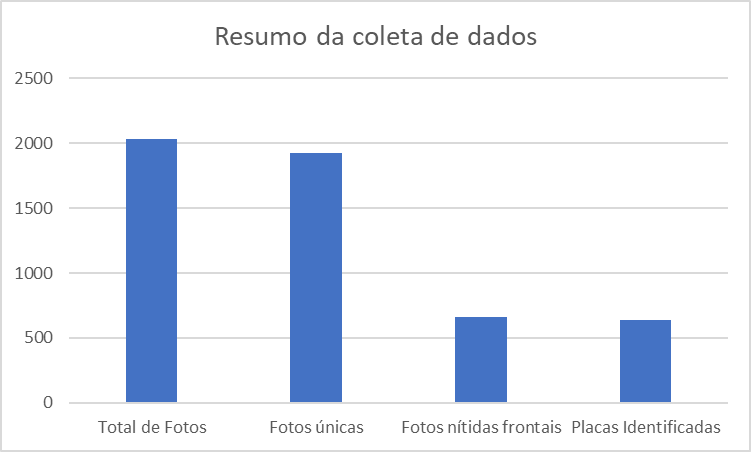 Resumo da coleta de dados
2500
2000
1500
1000
500
0
Total de Fotos
Fotos únicas
Fotos nítidas frontais
Placas Identificadas